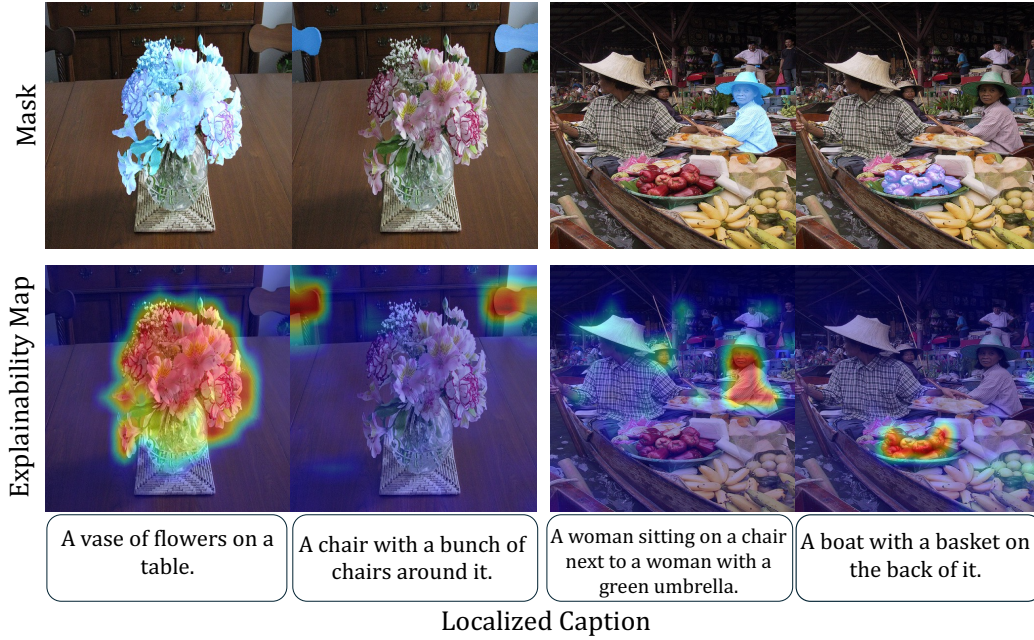 Mask
Explainability Map
A vase of flowers on a
table.
A chair with a bunch of
chairs around it.
A woman sitting on a chair
next to a woman with a
green umbrella.
A boat with a basket on
the back of it.
Localized Caption